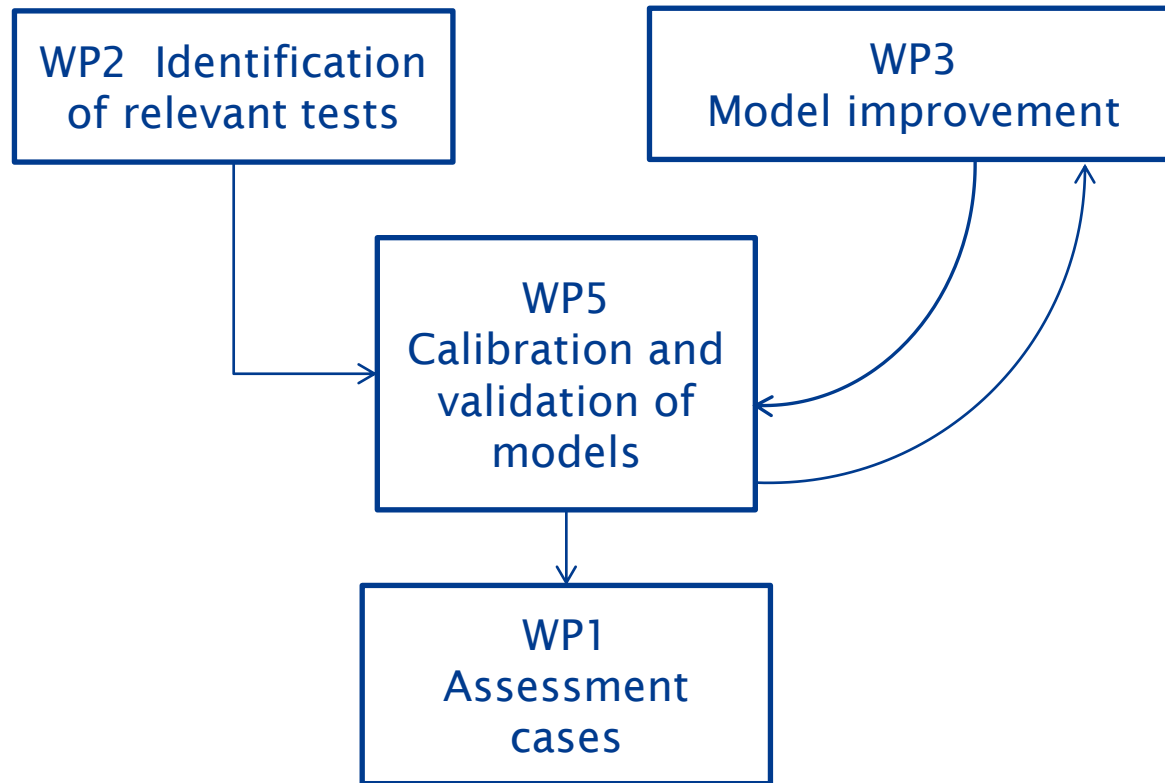 WP2  Identification
of relevant tests
WP3
Model improvement
WP5
Calibration and
validation of
models
WP1
Assessment
cases